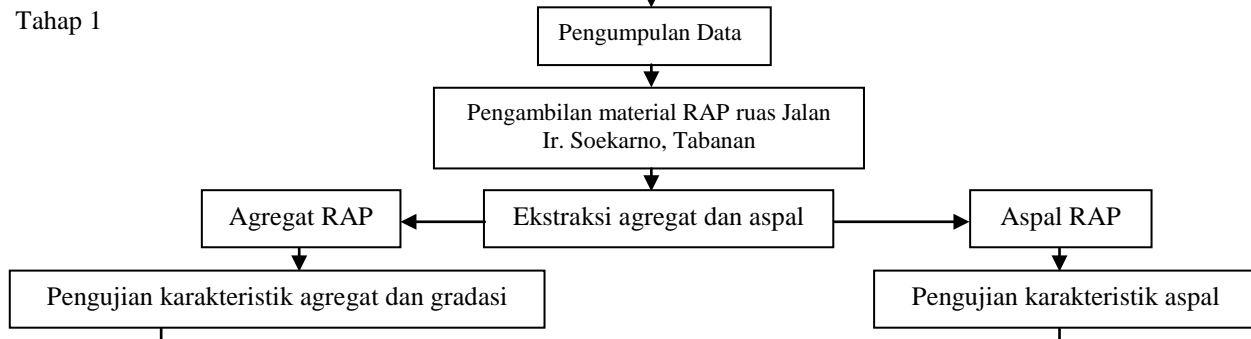 Tahap 1
Pengumpulan Data
Pengambilan material RAP ruas Jalan
Ir. Soekarno, Tabanan
Agregat RAP
Ekstraksi agregat dan aspal
Aspal RAP
Pengujian karakteristik agregat dan gradasi
Pengujian karakteristik aspal